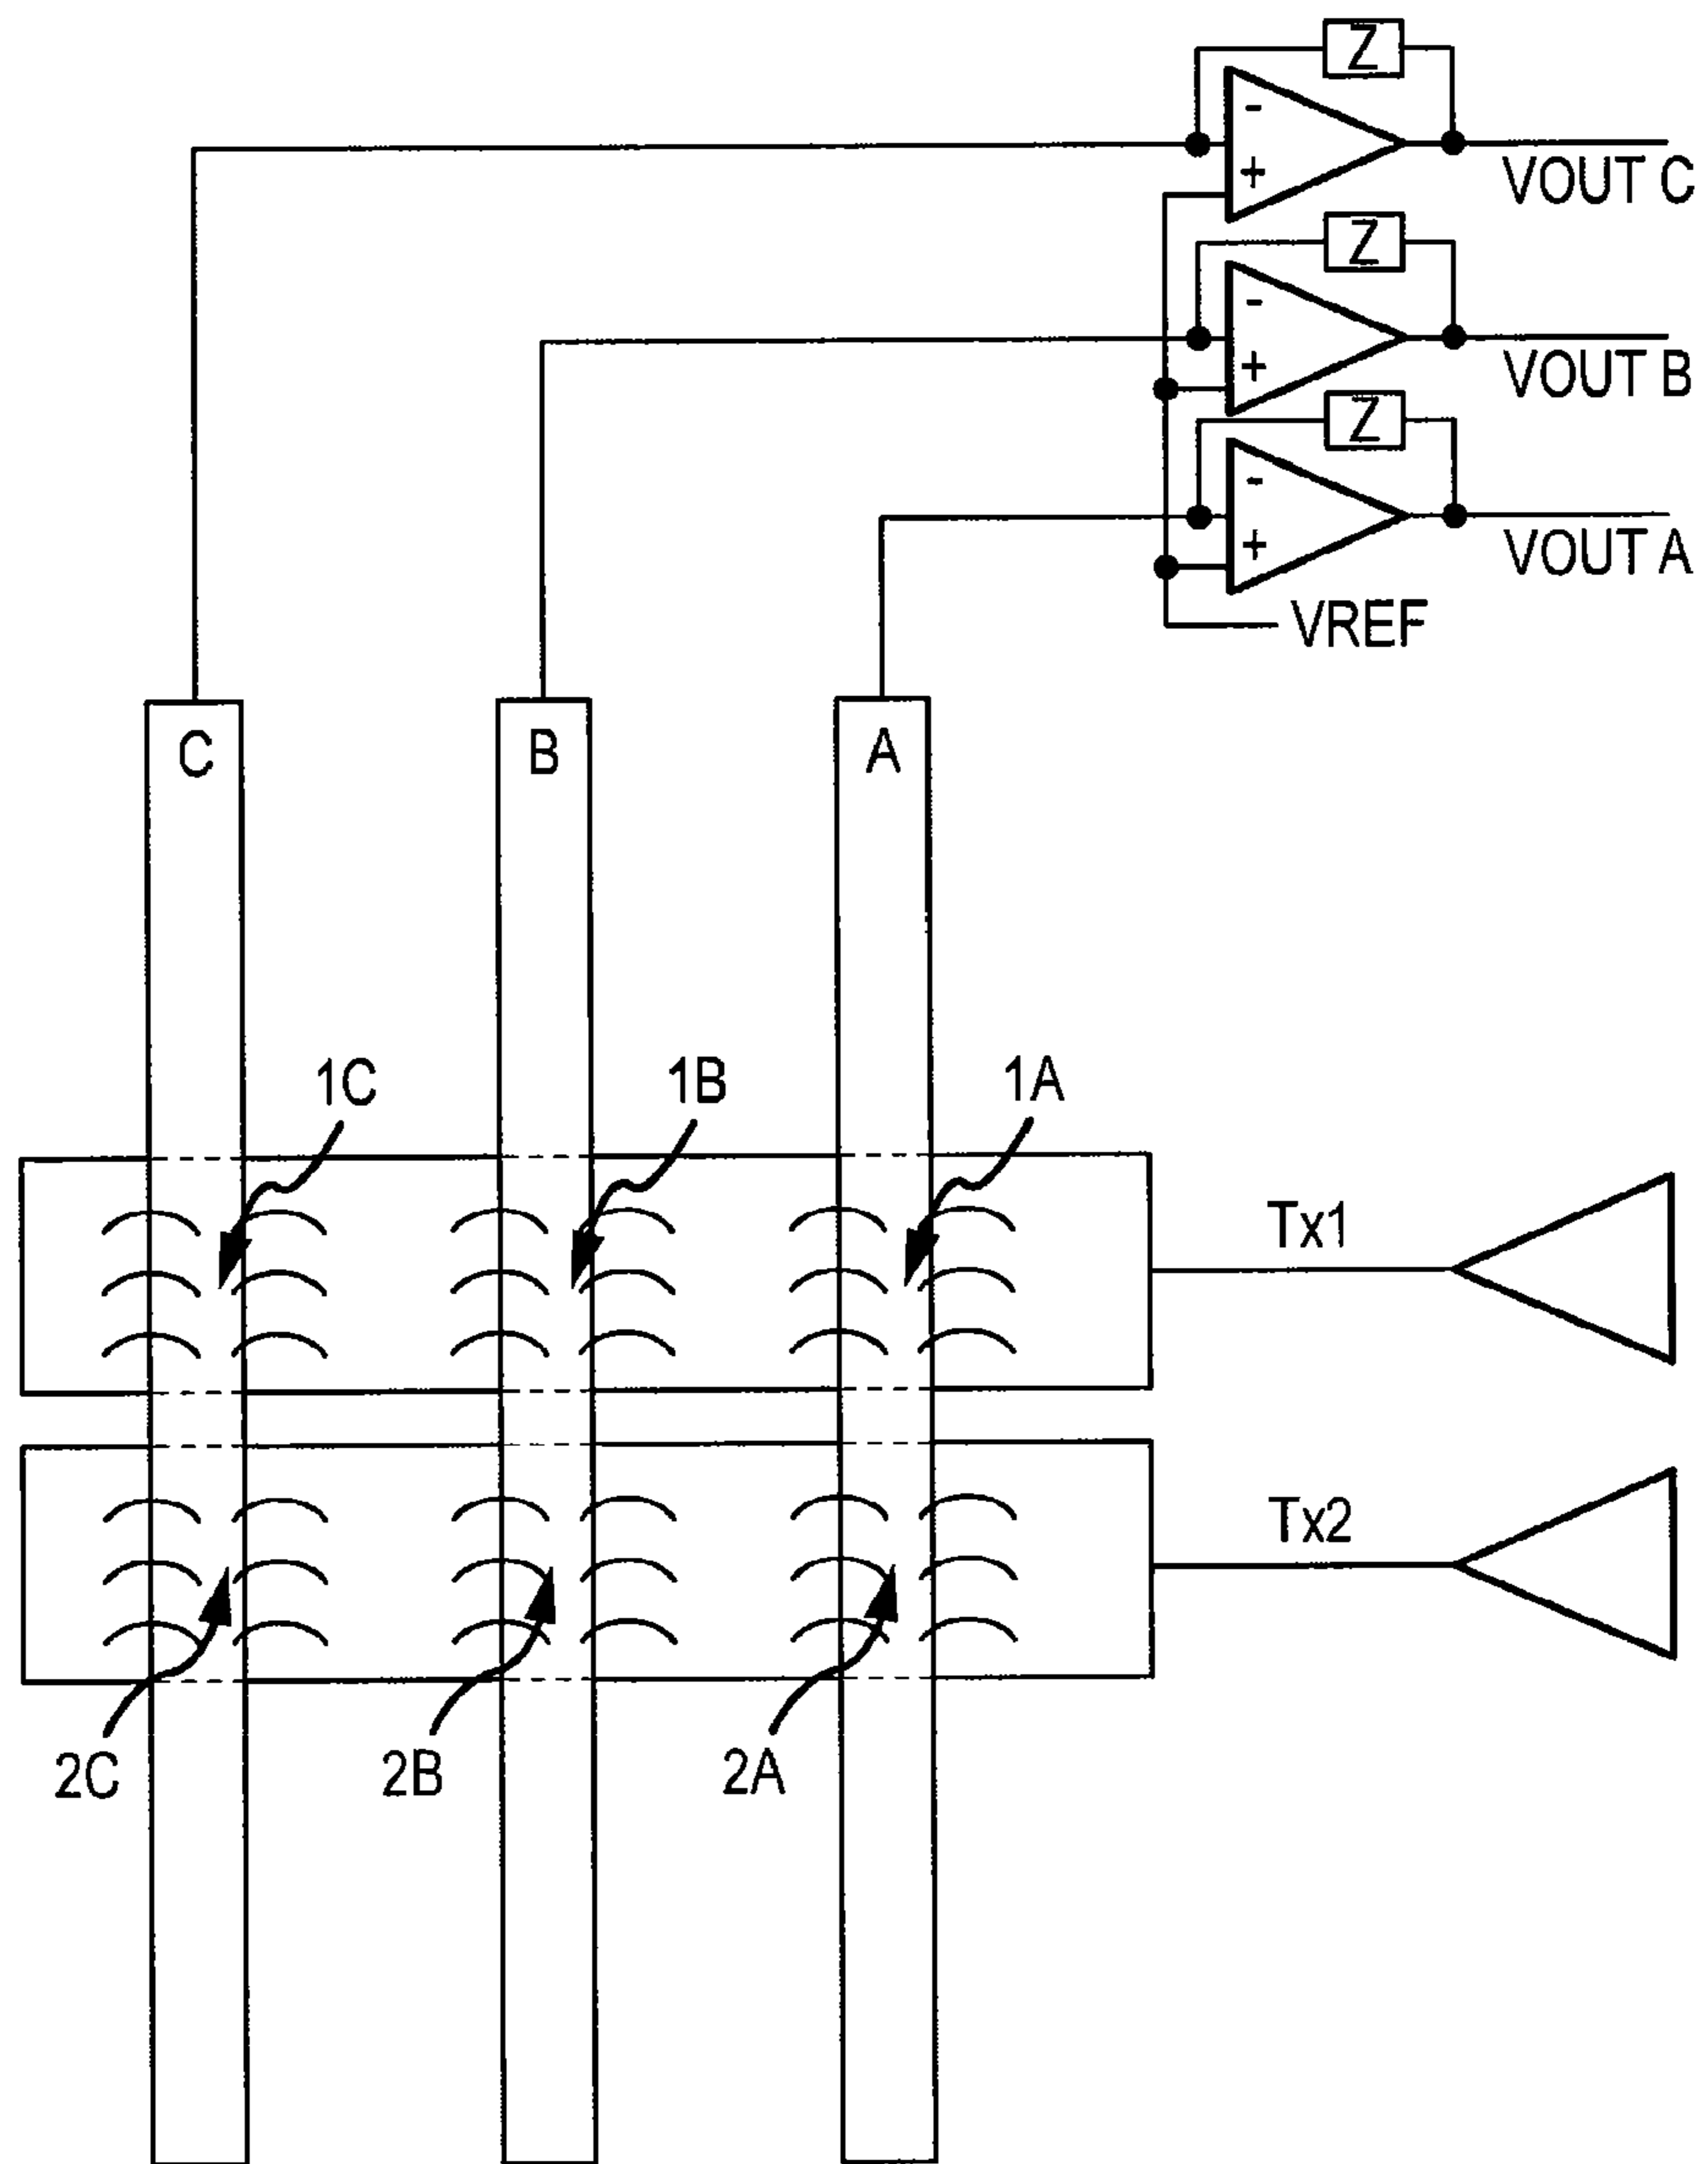 Z
-
+
VOUT C
Z
-
+
VOUT B
Z
-
+
VOUT A
VREF
C
B
A
1C
1B
1A
Tx1
Tx2
2C
2B
2A